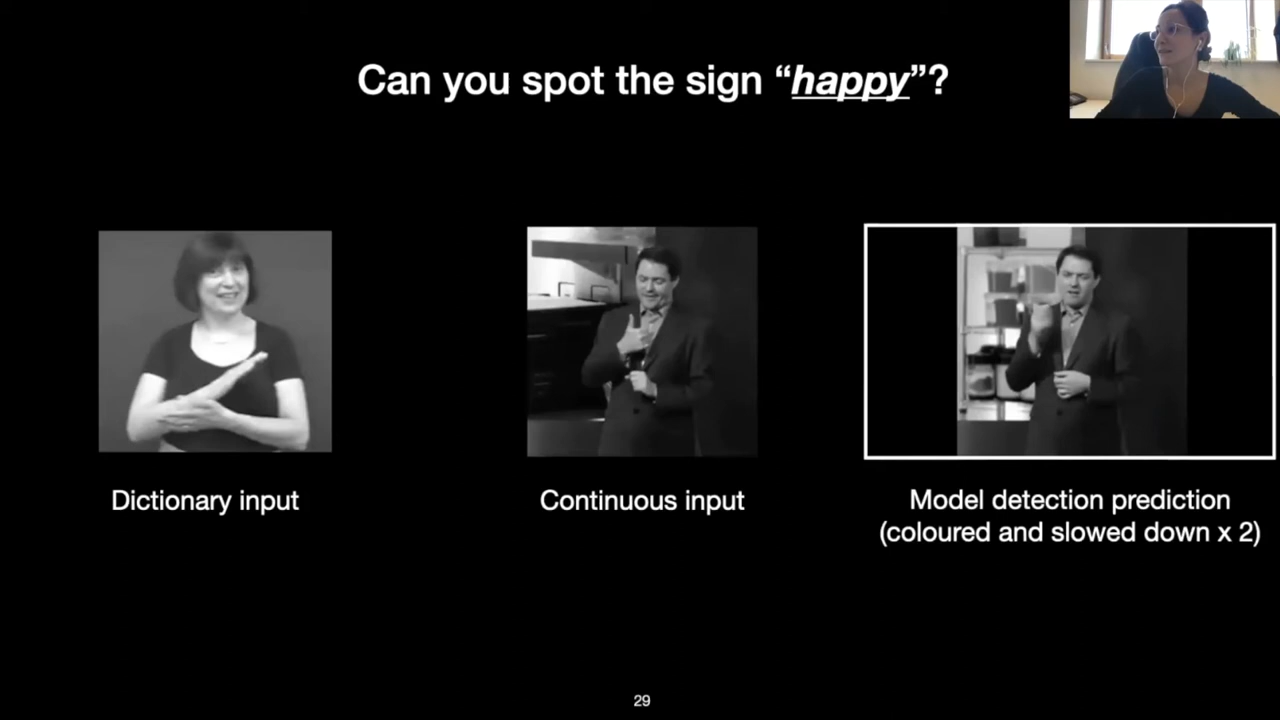 Can you spot the sign “happy”?
Dictionary input
Continuous input
Model detection prediction
(coloured and slowed down x 2)
29